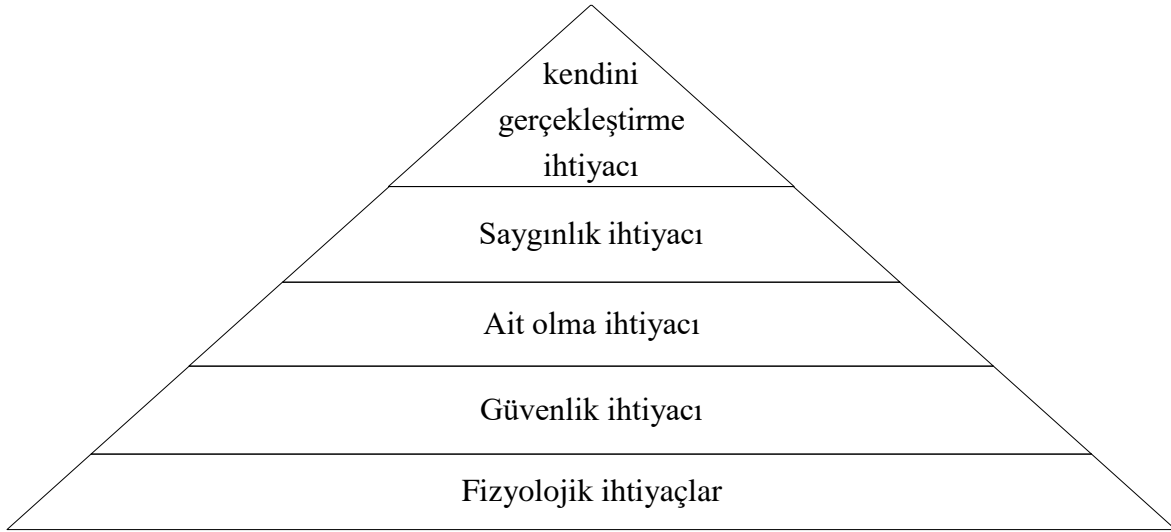 kendini
gerçekleştirme
ihtiyacı
Saygınlık ihtiyacı
Ait olma ihtiyacı
Güvenlik ihtiyacı
Fizyolojik ihtiyaçlar